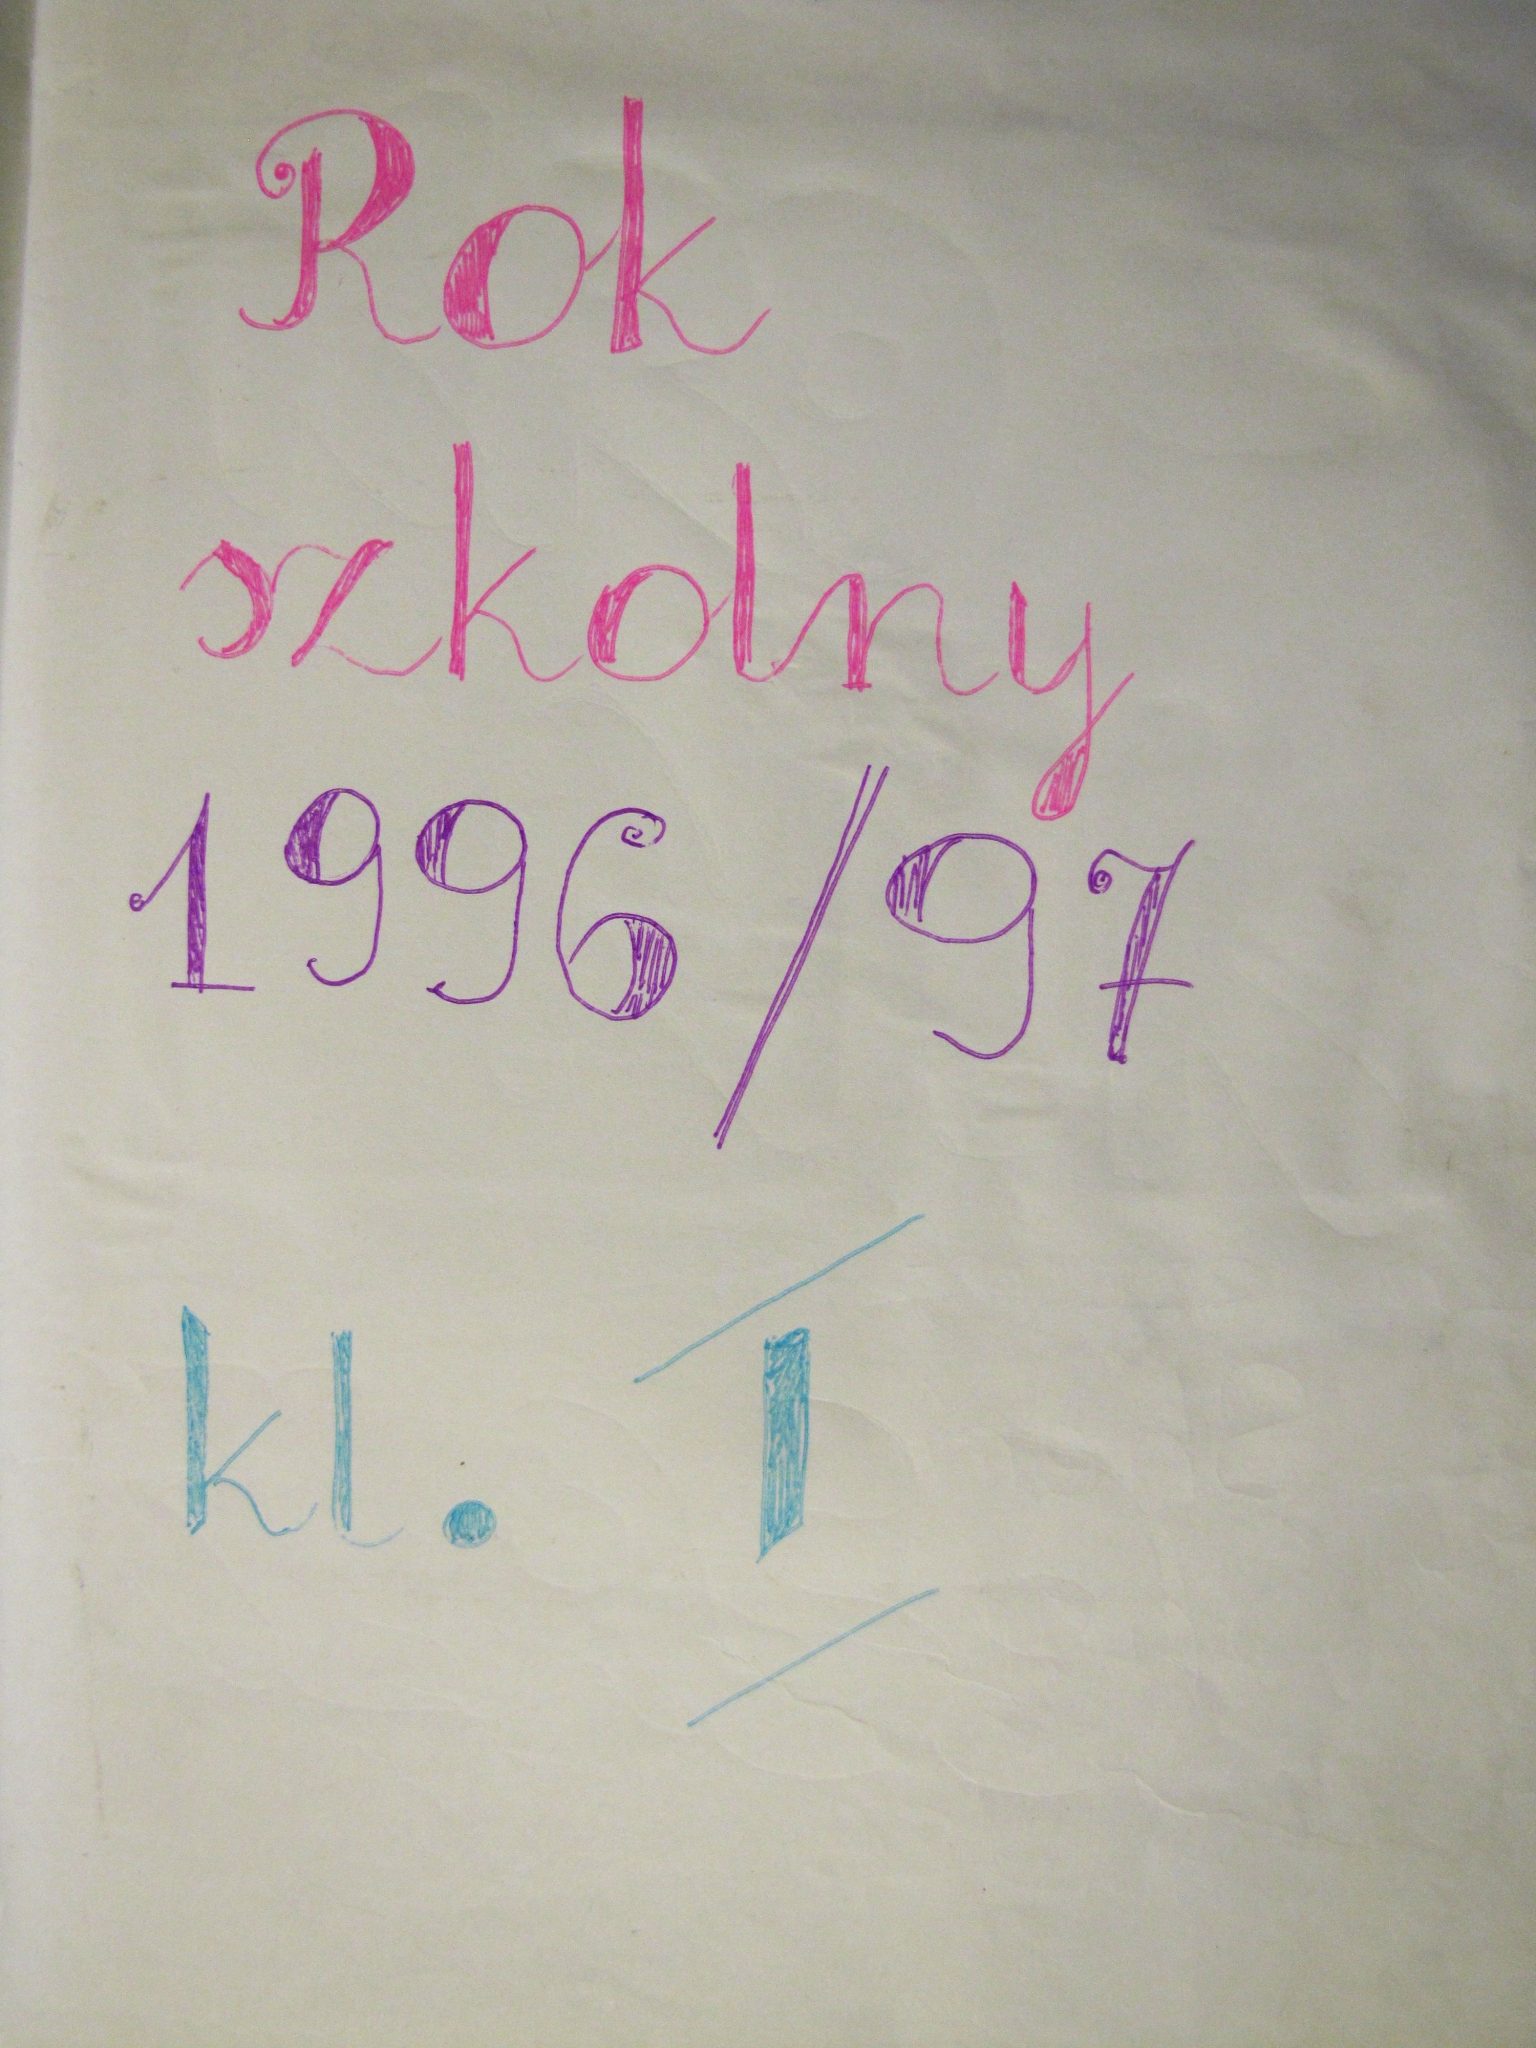 Rok
szkolny
1996/97
kl. I